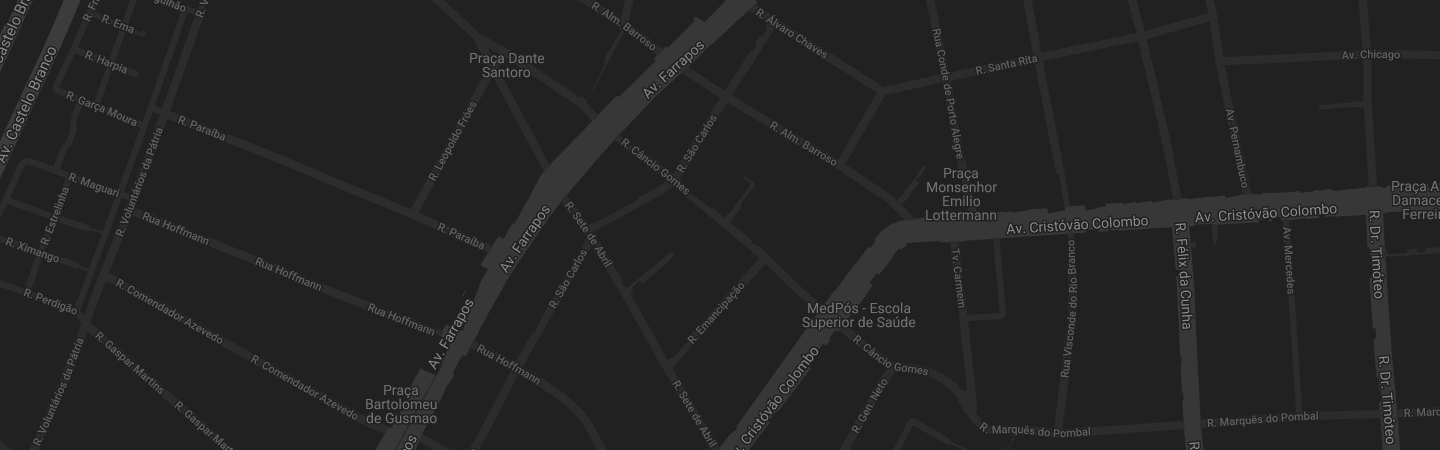 R. Ema
R. Harpia
R. Garça Moura
Av. Castelo Branco
R. Paraíba
R. Voluntários da Pátria
R. Maguari
R. Estrelinha
R. Ximango
R. Perdigão
Rua Hoffmann
Rua Hoffmann
Rua Hoffmann
Rua Hoffmann
R. Comendador Azevedo
R. Comendador Azevedo
R. Gaspar Martins
R. Voluntários da Pátria
Praça Dante
Santoro
R. Leopoldo Fróes
R. Paraíba
Av. Farrapos
Av. Farrapos
Av. Farrapos
Praça
Bartolomeu
de Gusmao
R. Alm. Barroso
R. Álvaro Chaves
R. São Carlos
R. Câncio Gomes
R. Alm. Barroso
R. Sete de Abril
R. São Carlos
R. Emancipação
R. Sete de Abril
MedPós - Escola
Superior de Saúde
Cristóvão Colombo
R. Câncio Gomes
R. Gen. Neto
Rua Conde de Porto Alegre
R. Santa Rita
Av. Chicago
Av. Pernambuco
Praça
Monsenhor
Emilio
Lottermann
Av. Cristóvão Colombo
Av. Cristóvão Colombo
Praça
Tv. Carmem
Rua Visconde do Rio Branco
R. Félix da Cunha
Av. Mercedes
R. Dr. Timóteo
R. Dr. Timóteo
R. Marquês do Pombal
R. Marquês do Pombal